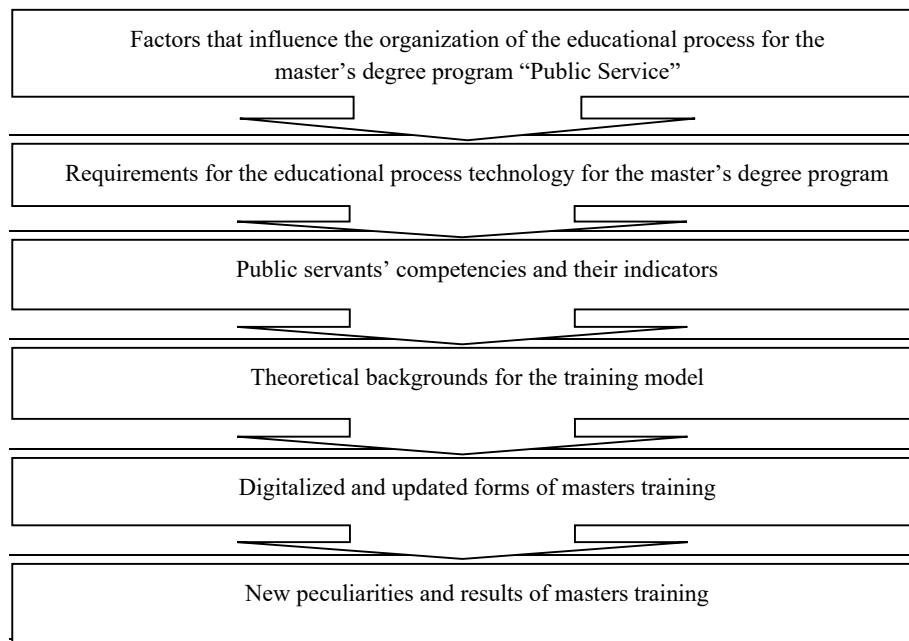 Factors that influence the organization of the educational process for the
master’s degree program “Public Service”
Requirements for the educational process technology for the master’s degree program
Public servants’ competencies and their indicators
Theoretical backgrounds for the training model
Digitalized and updated forms of masters training
New peculiarities and results of masters training